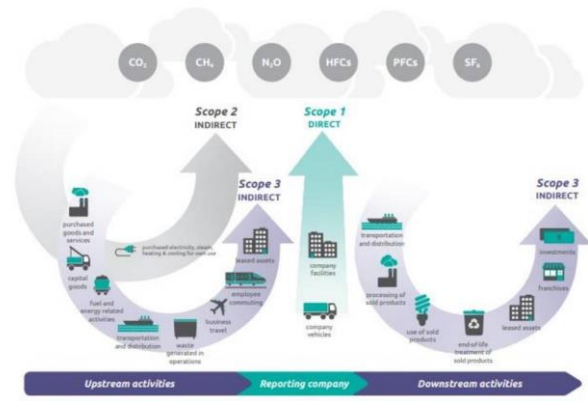 CO₂ CH₄ N₂O HFCs PFCs SF₆
Scope 2
INDIRECT
Scope 1
DIRECT
Scope 3
INDIRECT
Scope 3
INDIRECT
purchased
goods and
services
capital
goods
fuel and
energy related
activities
transportation
and distribution
waste
generated in
operations
business
travel
employee
commuting
leased assets
purchased electricity, steam,
heating & cooling for own use
company
facilities
company
vehicles
transportation
and distribution
processing of
sold products
use of sold
products
end-of-life
treatment of
sold products
leased assets
franchises
investments
Upstream activities
Reporting company
Downstream activities